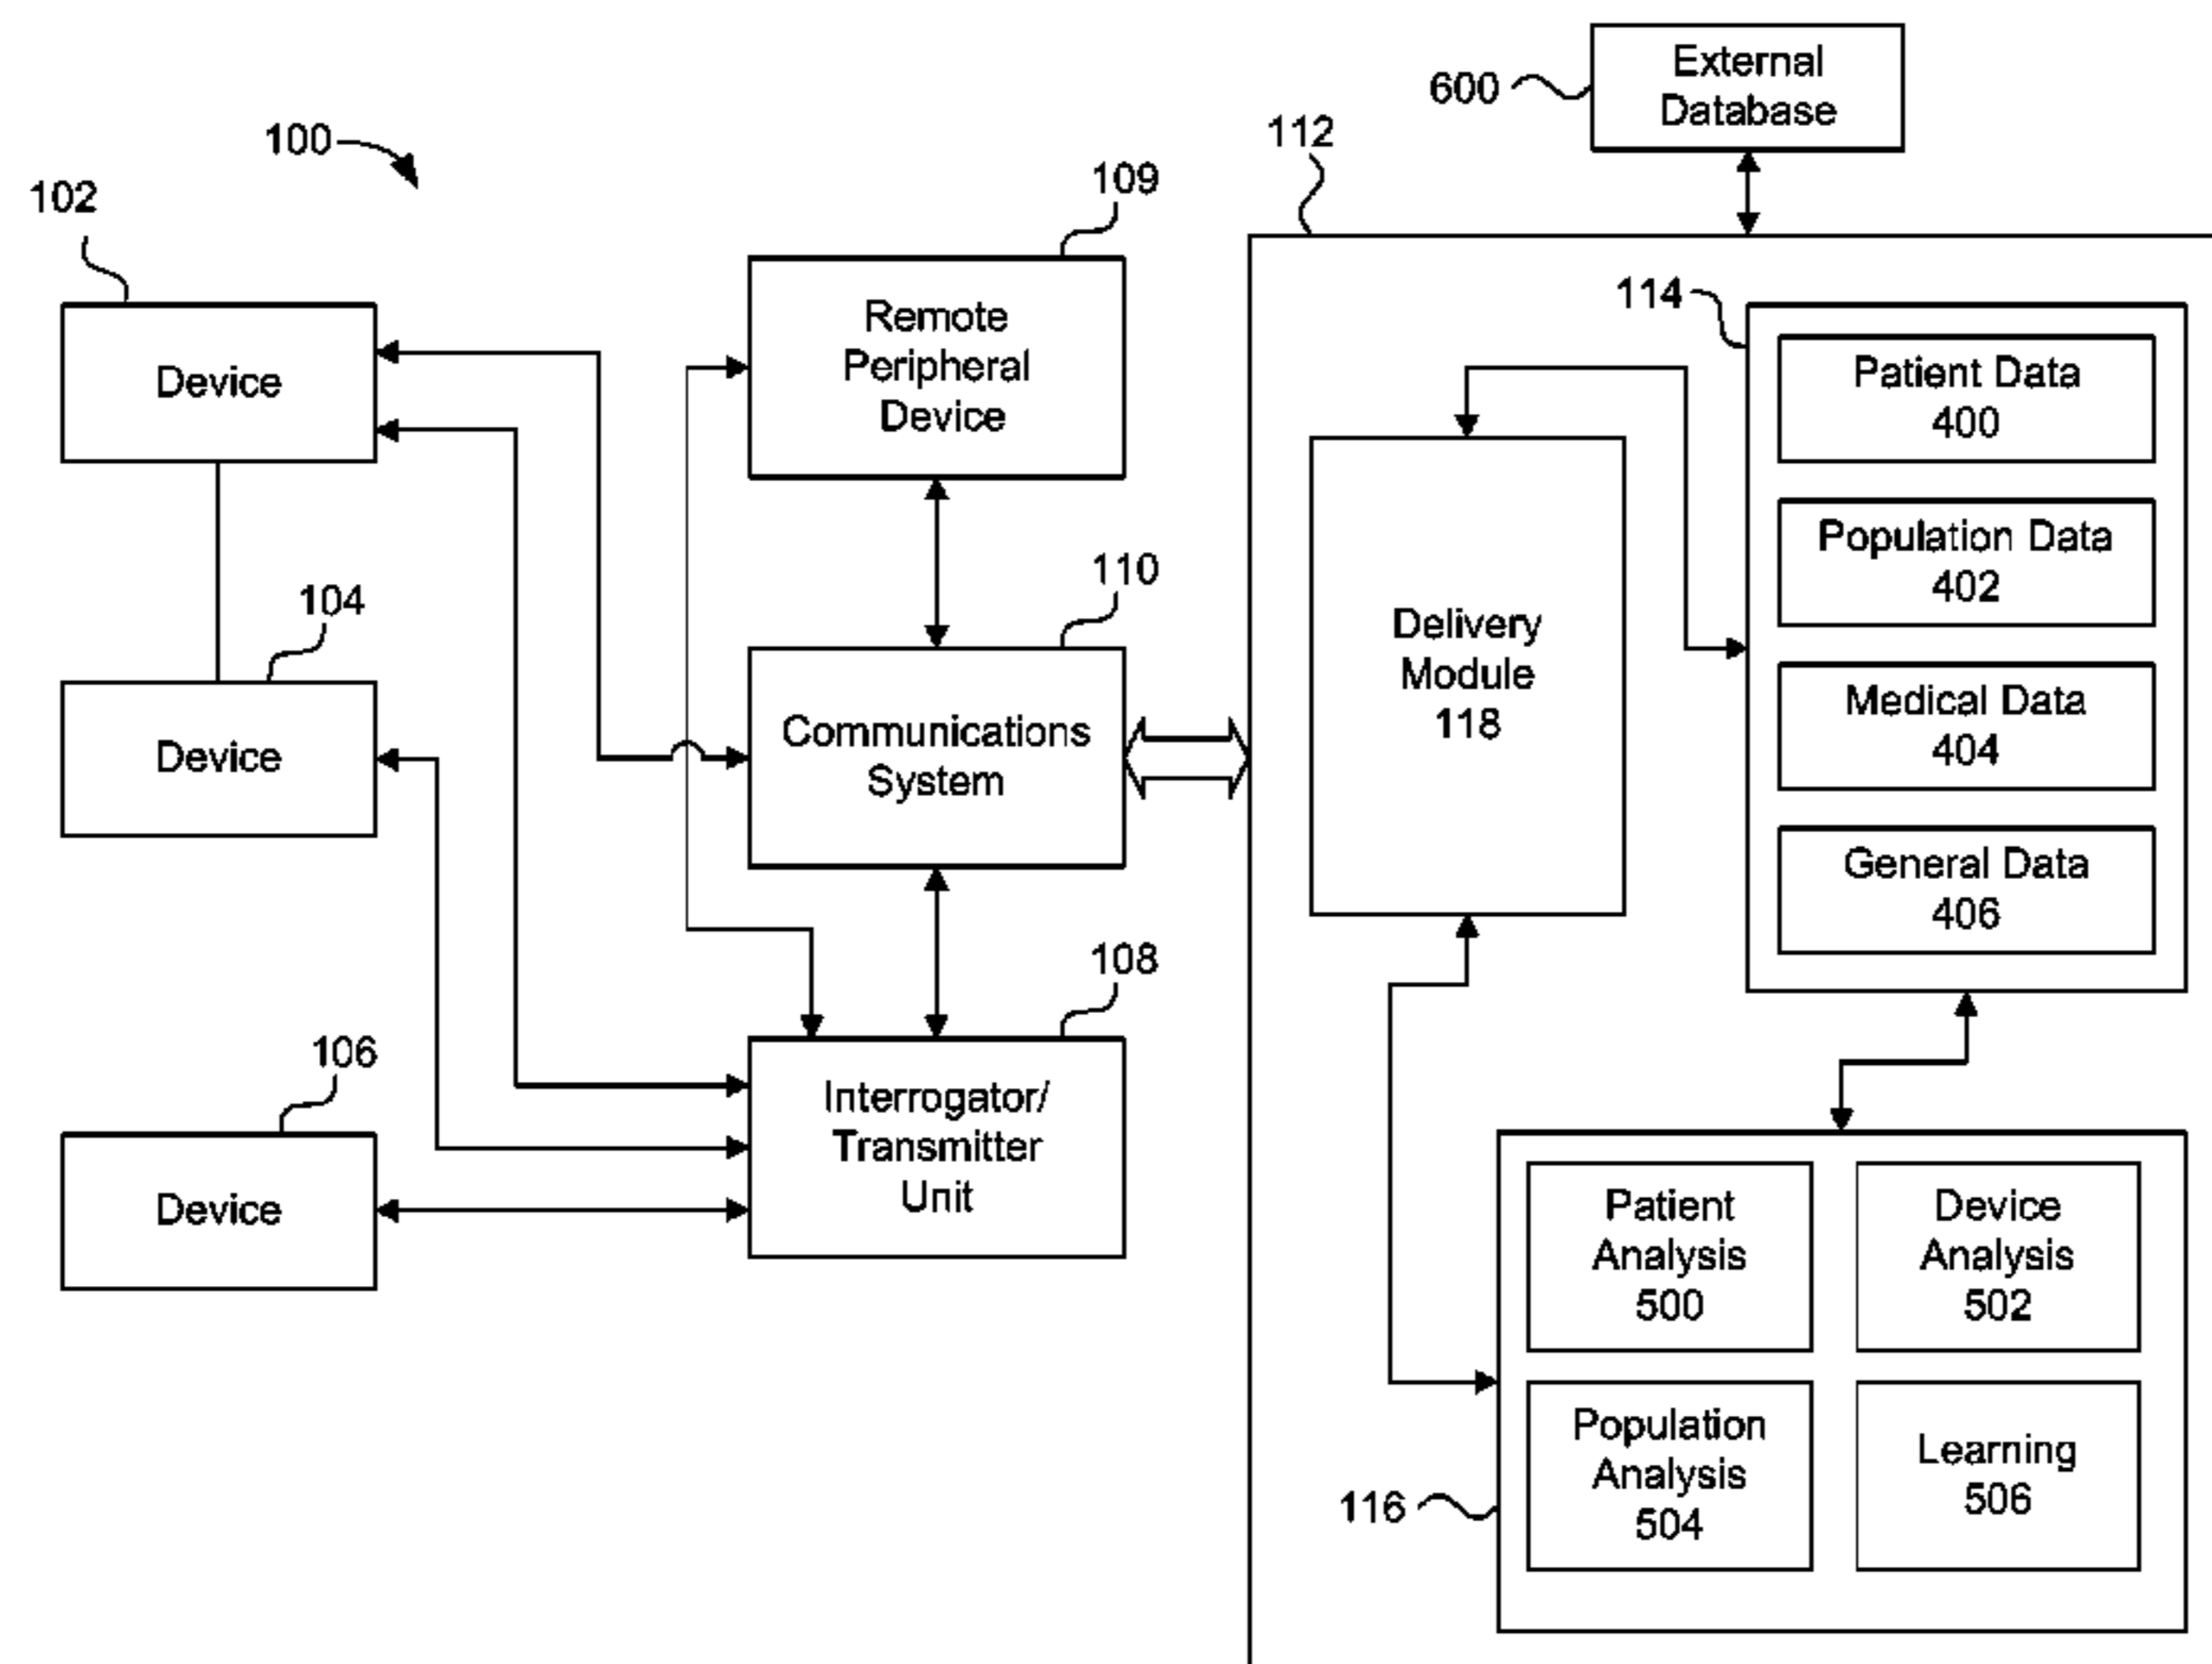 100
102
Device
104
Device
106
Device
109
Remote
Peripheral
Device
110
Communications
System
108
Interrogator/
Transmitter
Unit
600
External
Database
112
114
Patient Data
400
Population Data
402
Medical Data
404
General Data
406
Delivery
Module
118
116
Patient
Analysis
500
Device
Analysis
502
Population
Analysis
504
Learning
506